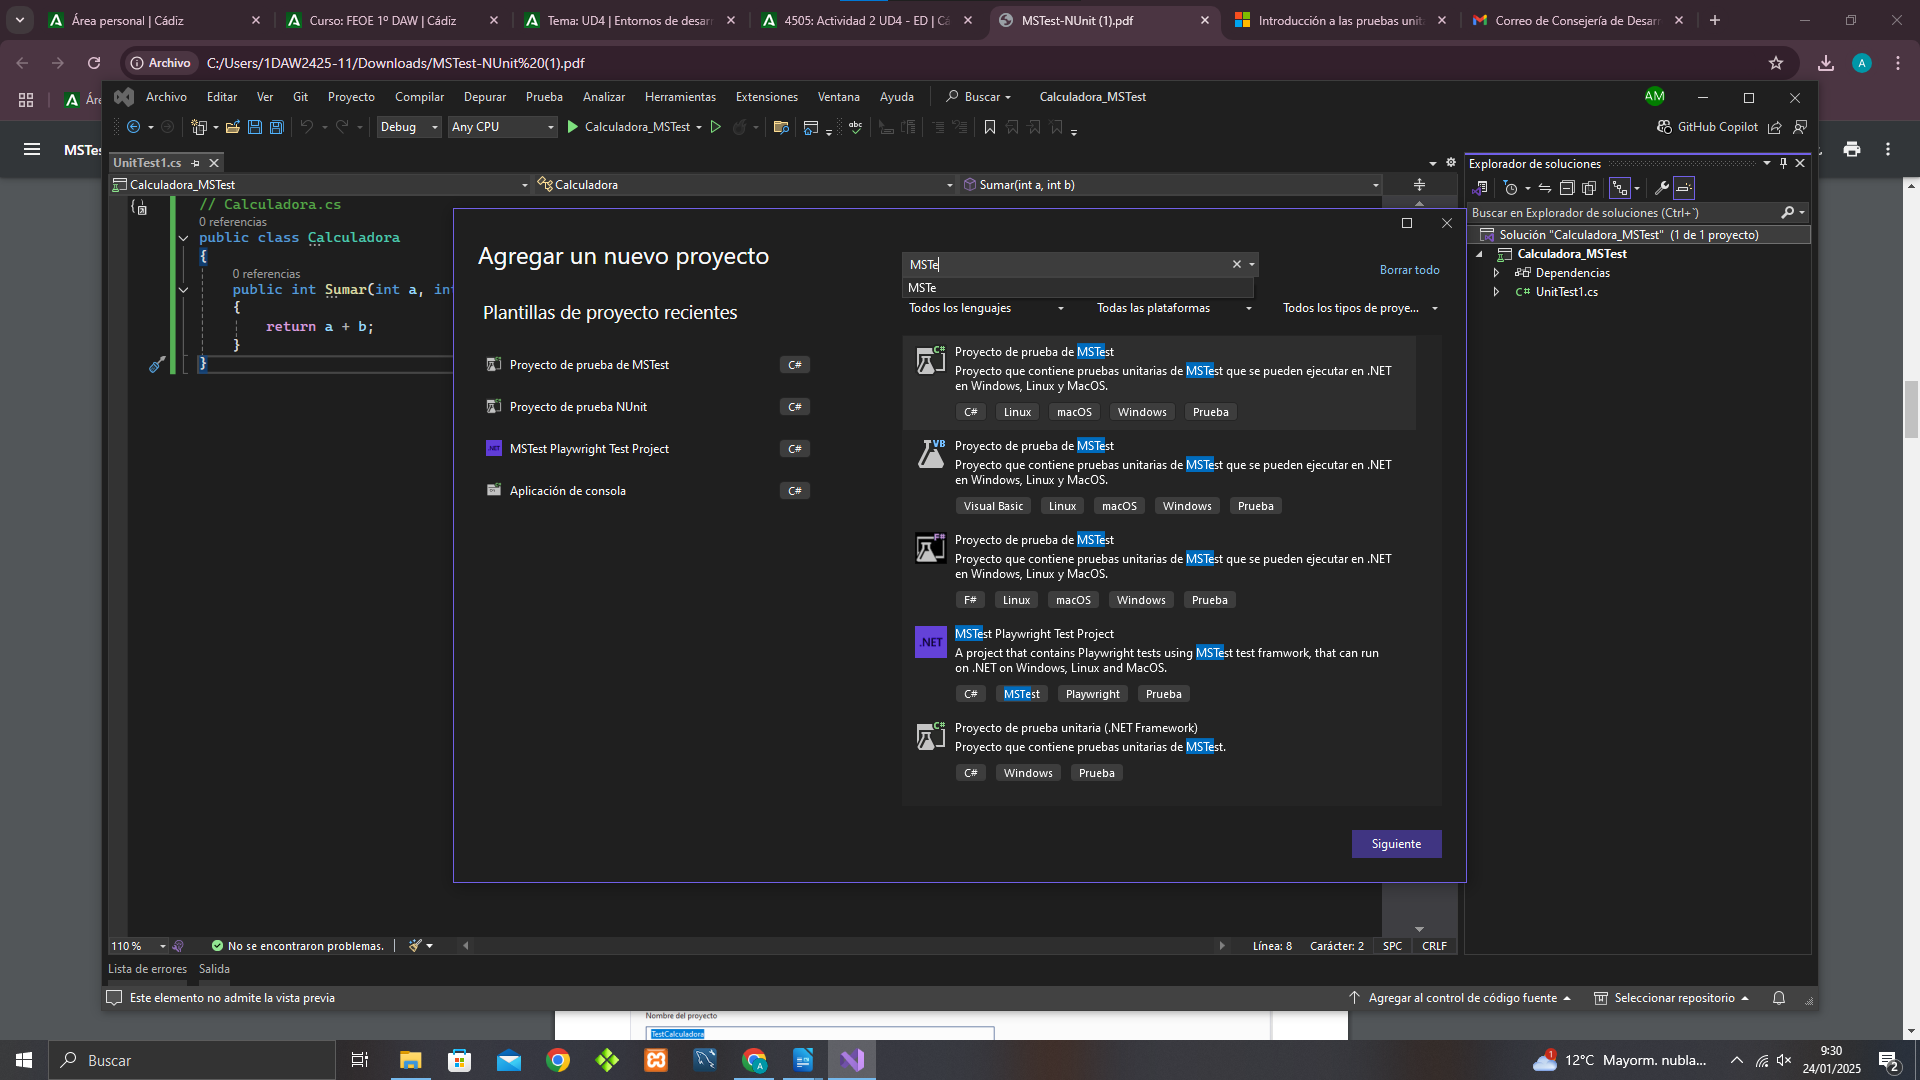 Área personal | Cádiz
Curso: FEOE 1º DAW | Cádiz
Tema: UD4 | Entornos de desarr
4505: Actividad 2 UD4 - ED | Cá
MSTest-NUnit (1).pdf
Introducción a las pruebas unit
Correo de Consejería de Desarr
Archivo
C:/Users/1DAW2425-11/Downloads/MSTest-NUnit%20(1).pdf
A
Áre
Archivo
Editar
Ver
Git
Proyecto
Compilar
Depurar
Prueba
Analizar
Herramientas
Extensiones
Ventana
Ayuda
Buscar
Calculadora_MSTest
AM
Debug
Any CPU
Calculadora_MSTest
GitHub Copilot
MSTes
UnitTest1.cs
Explorador de soluciones
Calculadora_MSTest
Calculadora
Sumar(int a, int b)
Buscar en Explorador de soluciones (Ctrl+`)
Solución "Calculadora_MSTest" (1 de 1 proyecto)
Calculadora_MSTest
Dependencias
C# UnitTest1.cs
// Calculadora.cs
0 referencias
public class Calculadora
{
0 referencias
public int Sumar(int a, int
{
return a + b;
}
}
Agregar un nuevo proyecto
MSTe
MSTe
Borrar todo
Todos los lenguajes
Todas las plataformas
Todos los tipos de proye...
Plantillas de proyecto recientes
Proyecto de prueba de MSTest C#
Proyecto de prueba NUnit C#
MSTest Playwright Test Project C#
Aplicación de consola C#
Proyecto de prueba de MSTest
Proyecto que contiene pruebas unitarias de MSTest que se pueden ejecutar en .NET
en Windows, Linux y MacOS.
C# Linux macOS Windows Prueba
Proyecto de prueba de MSTest
Proyecto que contiene pruebas unitarias de MSTest que se pueden ejecutar en .NET
en Windows, Linux y MacOS.
Visual Basic Linux macOS Windows Prueba
Proyecto de prueba de MSTest
Proyecto que contiene pruebas unitarias de MSTest que se pueden ejecutar en .NET
en Windows, Linux y MacOS.
F# Linux macOS Windows Prueba
.NET
MSTest Playwright Test Project
A project that contains Playwright tests using MSTest test framwork, that can run
on .NET on Windows, Linux and MacOS.
C# MSTest Playwright Prueba
Proyecto de prueba unitaria (.NET Framework)
Proyecto que contiene pruebas unitarias de MSTest.
C# Windows Prueba
Siguiente
110 %
No se encontraron problemas.
Línea: 8
Carácter: 2
SPC
CRLF
Lista de errores
Salida
Este elemento no admite la vista previa
Agregar al control de código fuente
Seleccionar repositorio
Nombre del proyecto
TestCalculadora
Buscar
1
12°C Mayorm. nubla...
9:30
24/01/2025
2